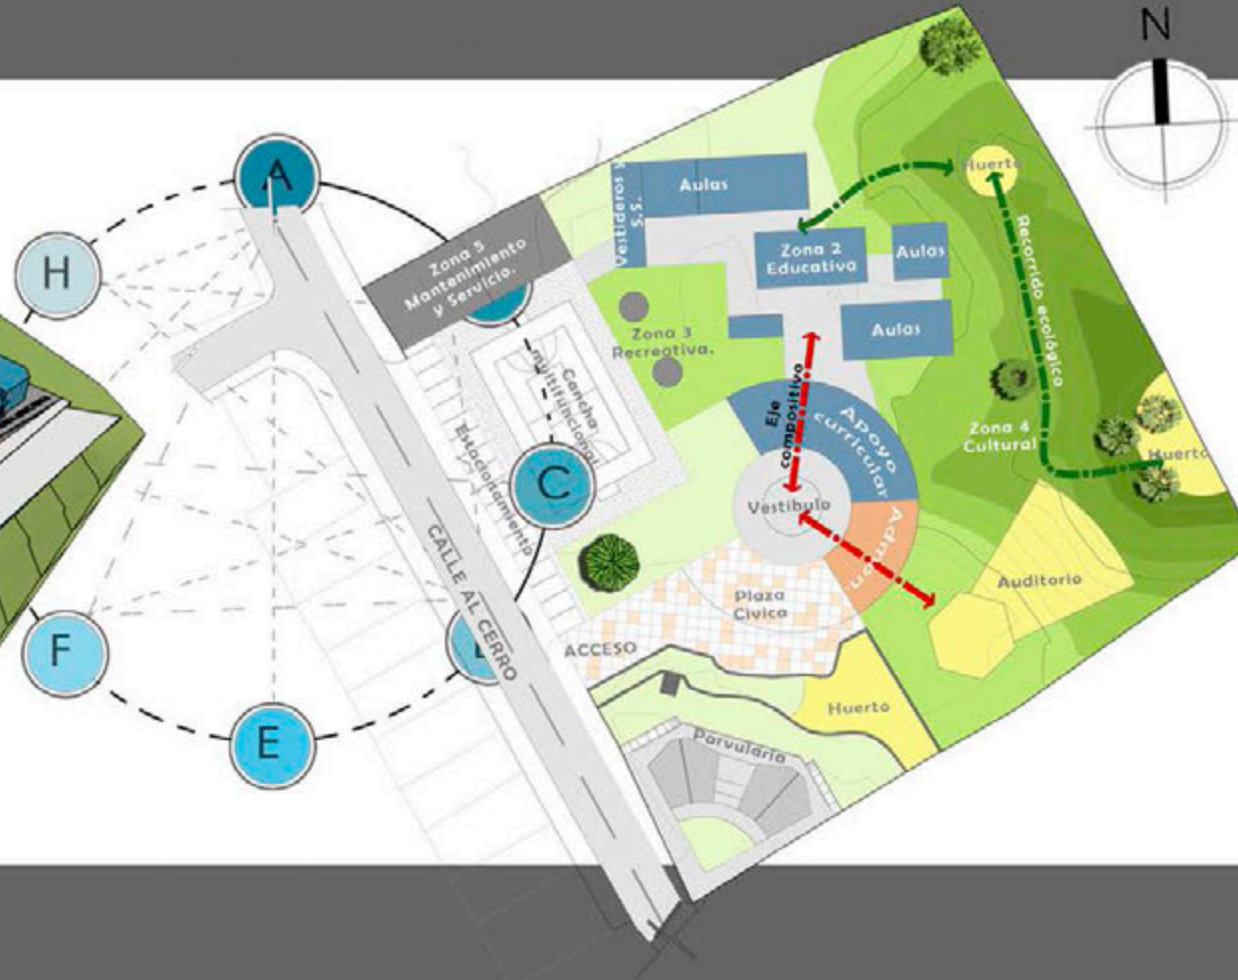 N
A
H
C
F
E
Zona 5
Mantenimiento
y Servicio.
Vestideros y
S.S.
Aulas
Zona 2
Educativa
Aulas
Aulas
Huerto
Recorrido ecológico
Zona 3
Recreativa.
Cancha
multifuncional
Estacionamiento
CALLE AL CERRO
Eje
compositivo
Apoyo
curricular
Vestibulo
Admon
Zona 4
Cultural
Huerto
Auditorio
Plaza
Civica
ACCESO
Huerto
Parvularia